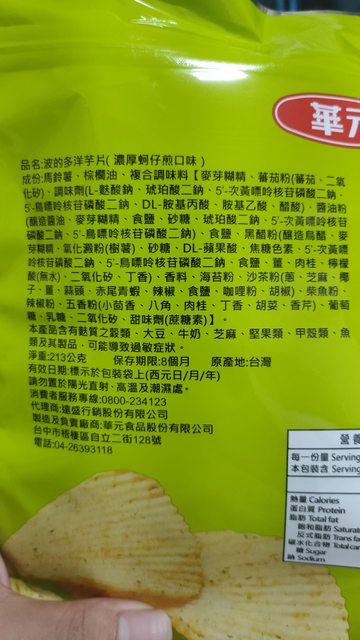 華元
品名:波的多洋芋片(濃厚蚵仔煎口味)
成份:馬鈴薯、棕櫚油、複合調味料【麥芽糊精、蕃茄粉(蕃茄、二氧
化矽)、調味劑(L-麩酸鈉、琥珀酸二鈉、5'-次黃嘌呤核苷磷酸二鈉、
5'-鳥嘌呤核苷磷酸二鈉、DL-胺基丙酸、胺基乙酸、醋酸)、醬油粉
(釀造醬油、麥芽糊精、食鹽、砂糖、琥珀酸二鈉、5'-次黃嘌呤核苷
磷酸二鈉、5'-鳥嘌呤核苷磷酸二鈉)、食鹽、黑醋粉(釀造烏醋、麥
芽糊精、氧化澱粉(樹薯)、砂糖、DL-蘋果酸、焦糖色素、5'-次黃嘌
呤核苷磷酸二鈉、5'-鳥嘌呤核苷磷酸二鈉、食鹽、薑、肉桂、檸檬
酸(無水)、二氧化矽、丁香)、香料、海苔粉、沙茶粉(蔥、芝麻、椰
子、薑、蒜頭、赤尾青蝦、辣椒、食鹽、咖哩粉、胡椒)、柴魚粉、
辣椒粉、五香粉(小茴香、八角、肉桂、丁香、胡荽、香芹)、葡萄
糖、乳糖、二氧化矽、甜味劑(蔗糖素)】。
本產品含有麩質之穀類、大豆、牛奶、芝麻、堅果類、甲殼類、魚
類及其製品，可能導致過敏症狀。
淨重:213公克 保存期限:8個月 原產地:台灣
有效日期:標示於包裝袋上(西元日/月/年)
請勿置於陽光直射、高溫及潮濕處。
消費者服務專線:0800-234123
代理商:遠盛行銷股份有限公司
製造及負責廠商:華元食品股份有限公司
台中市梧棲區自立二街128號
電話:04-26393118
營養
每一份量 Serving
本包裝含 Serving
熱量 Calories
蛋白質 Protein
脂肪 Total fat
飽和脂肪 Saturat
反式脂肪 Trans fa
碳水化合物 Total car
糖 Sugar
鈉 Sodium